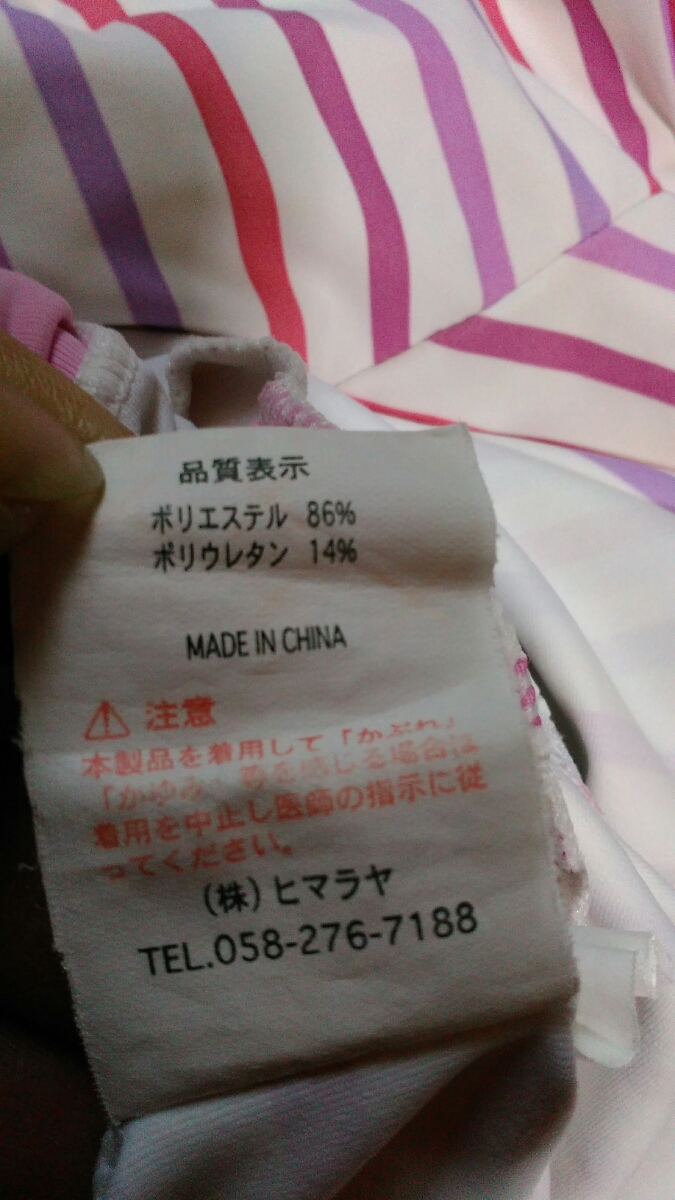 品質表示
ポリエステル 86%
ポリウレタン 14%
MADE IN CHINA
注意
本製品を着用して「かぶれ」
「かゆみ」等を感じる場合は
着用を中止し医師の指示に従
ってください。
(株)ヒマラヤ
TEL.058-276-7188